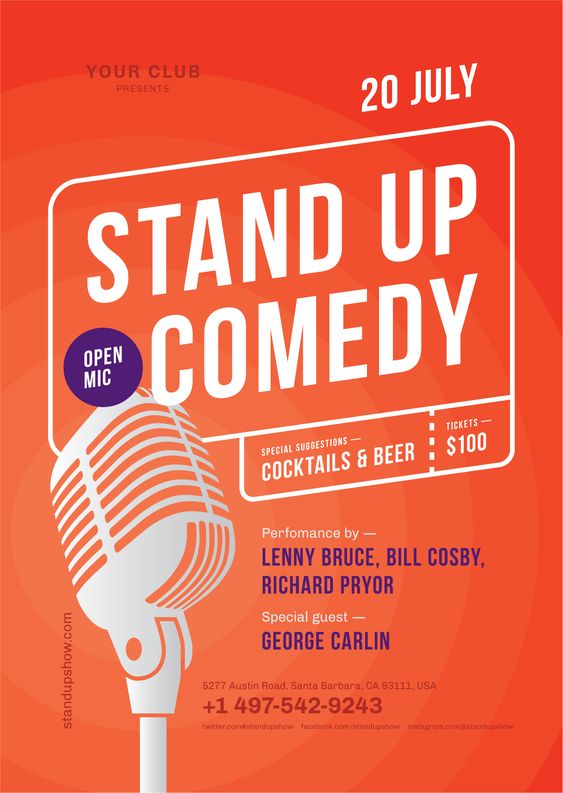 YOUR CLUB
PRESENTS
20 JULY
STAND UP
COMEDY
OPEN
MIC
SPECIAL SUGGESTIONS —
COCKTAILS & BEER
TICKETS —
$100
Perfomance by —
LENNY BRUCE, BILL COSBY,
RICHARD PRYOR
Special guest —
GEORGE CARLIN
standupshow.com
5277 Austin Road, Santa Barbara, CA 93111, USA
+1 497-542-9243
twitter.com#standupshow facebook.com/standupshow instagram.com@standupshow